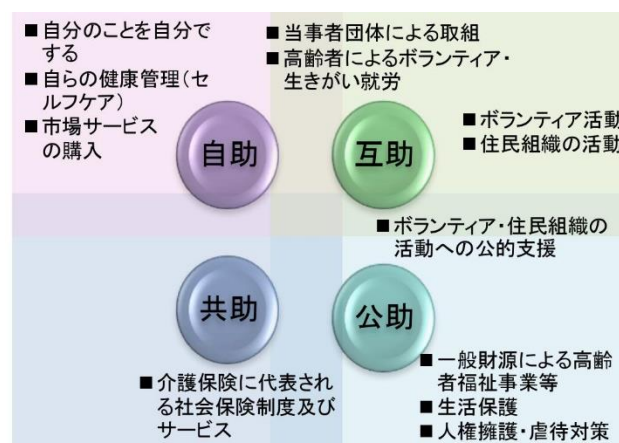 ■自分のことを自分で
する
■自らの健康管理（セ
ルフケア）
■市場サービス
の購入
■当事者団体による取組
■高齢者によるボランティア・
生きがい就労
自助
互助
■ボランティア活動
■住民組織の活動
■ボランティア・住民組織の
活動への公的支援
共助
公助
■介護保険に代表され
る社会保険制度及び
サービス
■一般財源による高齢
者福祉事業等
■生活保護
■人権擁護・虐待対策